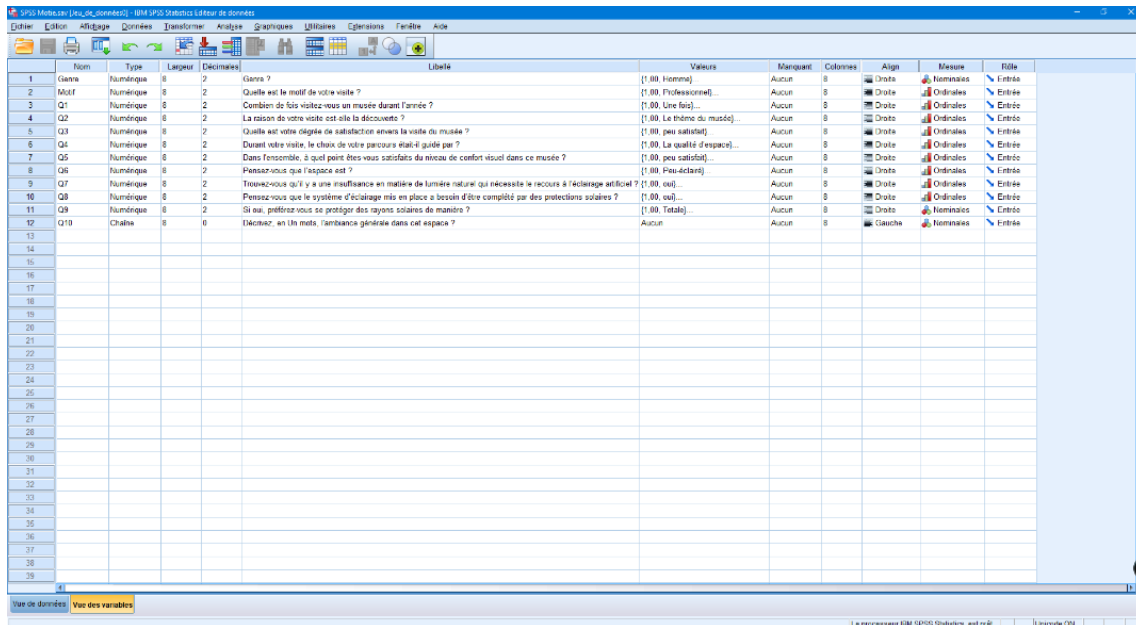 SPSS Motie.sav [Jeu_de_données0] - IBM SPSS Statistics Editeur de données
Fichier Edition Affichage Données Transformer Analyse Graphiques Utilitaires Extensions Fenêtre Aide
Nom Type Largeur Décimales Libellé Valeurs Manquant Colonnes Align Mesure Rôle
1 Genre Numérique 8 2 Genre ? {1,00, Homme}... Aucun 8 Droite Nominales Entrée
2 Motif Numérique 8 2 Quelle est le motif de votre visite ? {1,00, Professionnel}... Aucun 8 Droite Ordinales Entrée
3 Q1 Numérique 8 2 Combien de fois visitez-vous un musée durant l'année ? {1,00, Une fois}... Aucun 8 Droite Ordinales Entrée
4 Q2 Numérique 8 2 La raison de votre visite est-elle la découverte ? {1,00, Le thème du musée}... Aucun 8 Droite Ordinales Entrée
5 Q3 Numérique 8 2 Quelle est votre dégrée de satisfaction envers la visite du musée ? {1,00, peu satisfait}... Aucun 8 Droite Ordinales Entrée
6 Q4 Numérique 8 2 Durant votre visite, le choix de votre parcours était-il guidé par ? {1,00, La qualité d'espace}... Aucun 8 Droite Ordinales Entrée
7 Q5 Numérique 8 2 Dans l'ensemble, à quel point êtes-vous satisfaits du niveau de confort visuel dans ce musée ? {1,00, peu satisfait}... Aucun 8 Droite Ordinales Entrée
8 Q6 Numérique 8 2 Pensez-vous que l'espace est ? {1,00, Peu-éclairé}... Aucun 8 Droite Ordinales Entrée
9 Q7 Numérique 8 2 Trouvez-vous qu'il y a une insuffisance en matière de lumière naturel qui nécessite le recours à l'éclairage artificiel ? {1,00, oui}... Aucun 8 Droite Ordinales Entrée
10 Q8 Numérique 8 2 Pensez-vous que le système d'éclairage mis en place a besoin d'être complété par des protections solaires ? {1,00, oui}... Aucun 8 Droite Ordinales Entrée
11 Q9 Numérique 8 2 Si oui, préférez-vous se protéger des rayons solaires de manière ? {1,00, Totale}... Aucun 8 Droite Nominales Entrée
12 Q10 Chaîne 8 0 Décrivez, en Un mots, l'ambiance générale dans cet espace ? Aucun Aucun 8 Gauche Nominales Entrée
13
14
15
16
17
18
19
20
21
22
23
24
25
26
27
28
29
30
31
32
33
34
35
36
37
38
39
Vue de données Vue des variables
Le processeur IBM SPSS Statistics est prêt Unicode ON